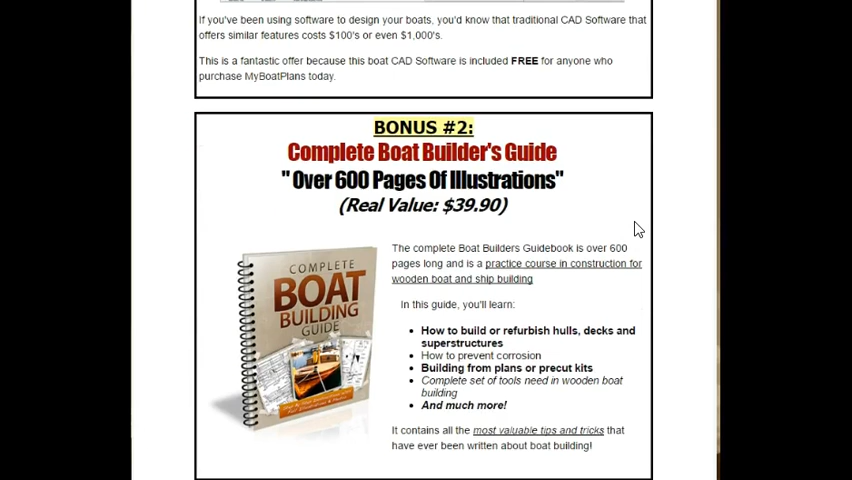 If you've been using software to design your boats, you'd know that traditional CAD Software that
offers similar features costs $100's or even $1,000's.
This is a fantastic offer because this boat CAD Software is included FREE for anyone who
purchase MyBoatPlans today.
BONUS #2:
Complete Boat Builder's Guide
" Over 600 Pages Of Illustrations"
(Real Value: $39.90)
The complete Boat Builders Guidebook is over 600
pages long and is a practice course in construction for
wooden boat and ship building
In this guide, you'll learn:
How to build or refurbish hulls, decks and
superstructures
How to prevent corrosion
Building from plans or precut kits
Complete set of tools need in wooden boat
building
And much more!
It contains all the most valuable tips and tricks that
have ever been written about boat building!
COMPLETE
BOAT
BUILDING
GUIDE